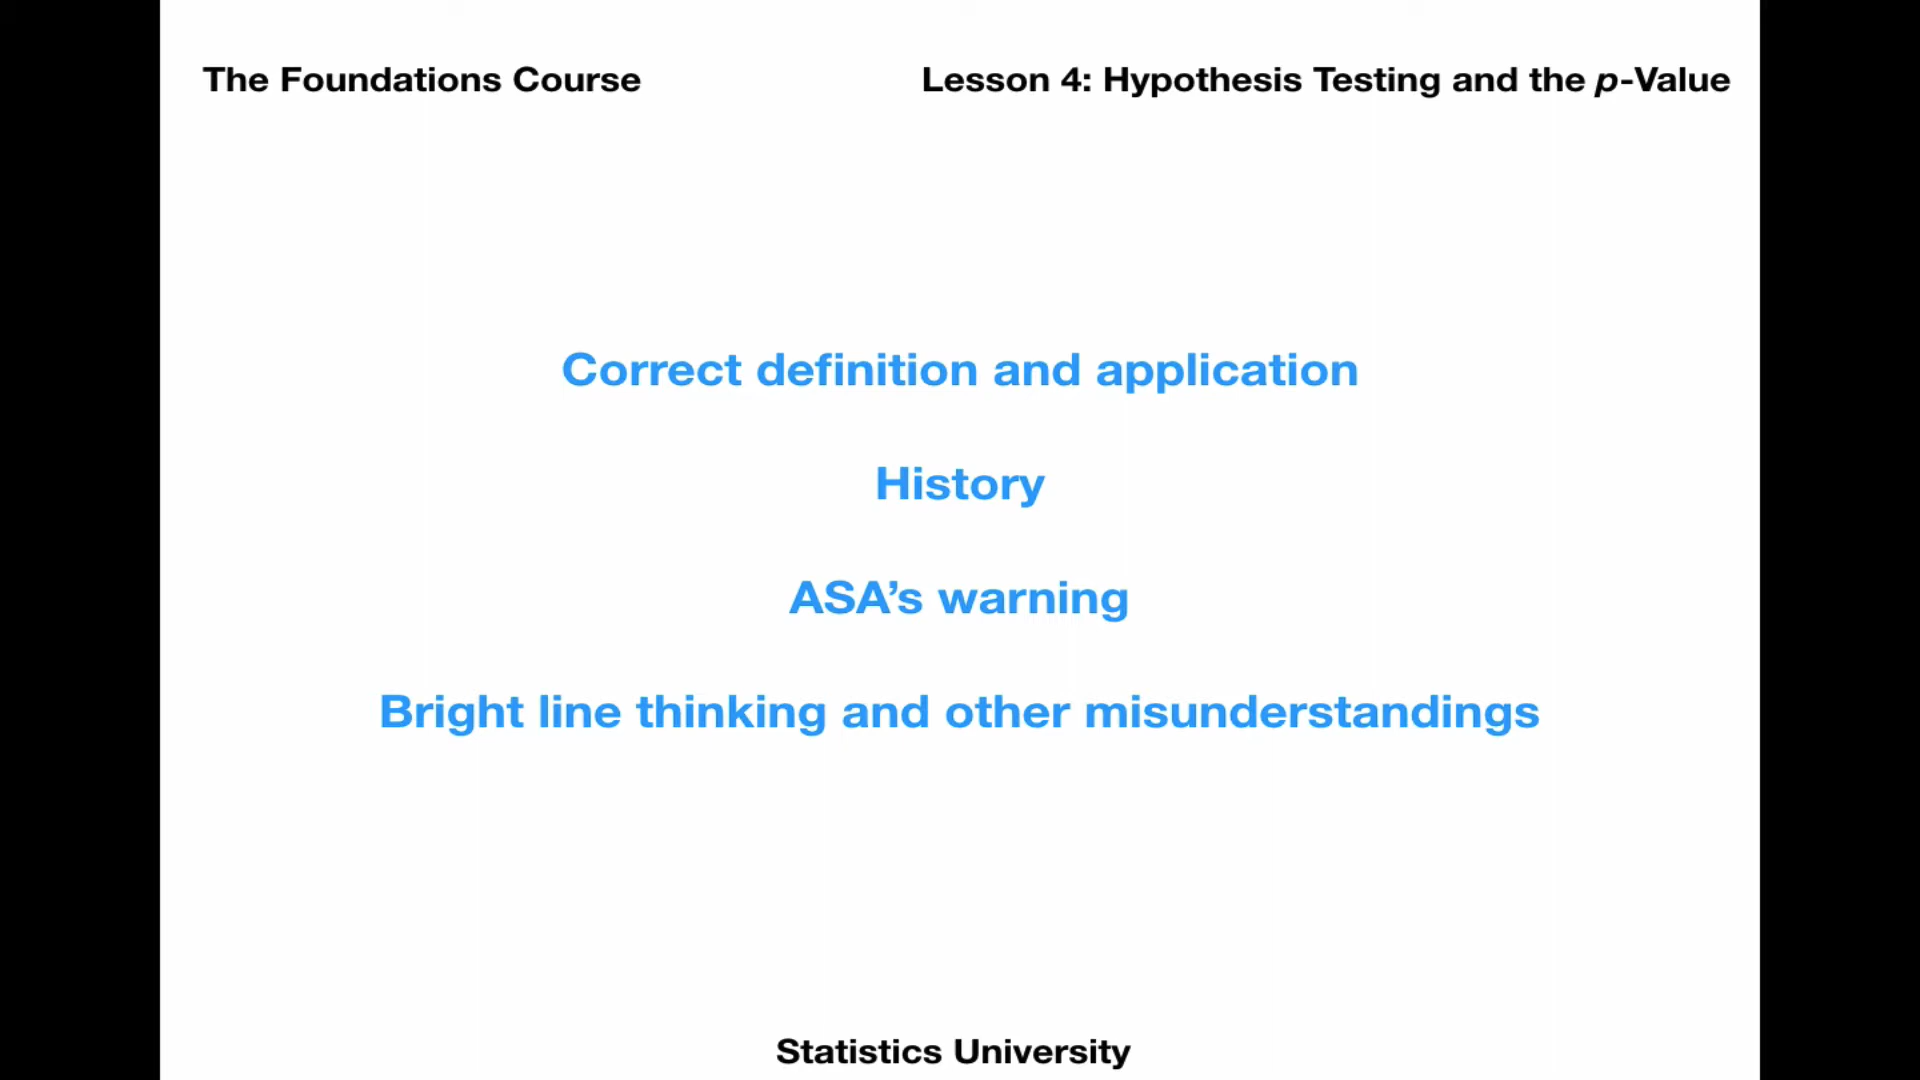 The Foundations Course
Lesson 4: Hypothesis Testing and the p-Value
Correct definition and application
History
ASA’s warning
Bright line thinking and other misunderstandings
Statistics University